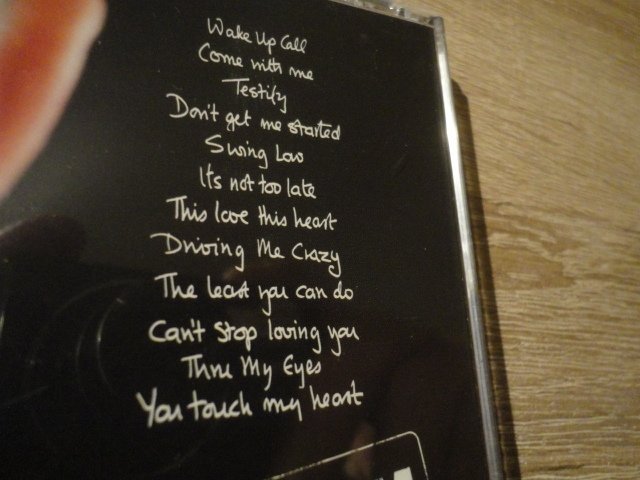 Wake Up Call
Come with me
Testify
Don't get me started
Swing Low
It's not too late
This love this heart
Driving Me Crazy
The least you can do
Can't stop loving you
Thru My Eyes
You touch my heart